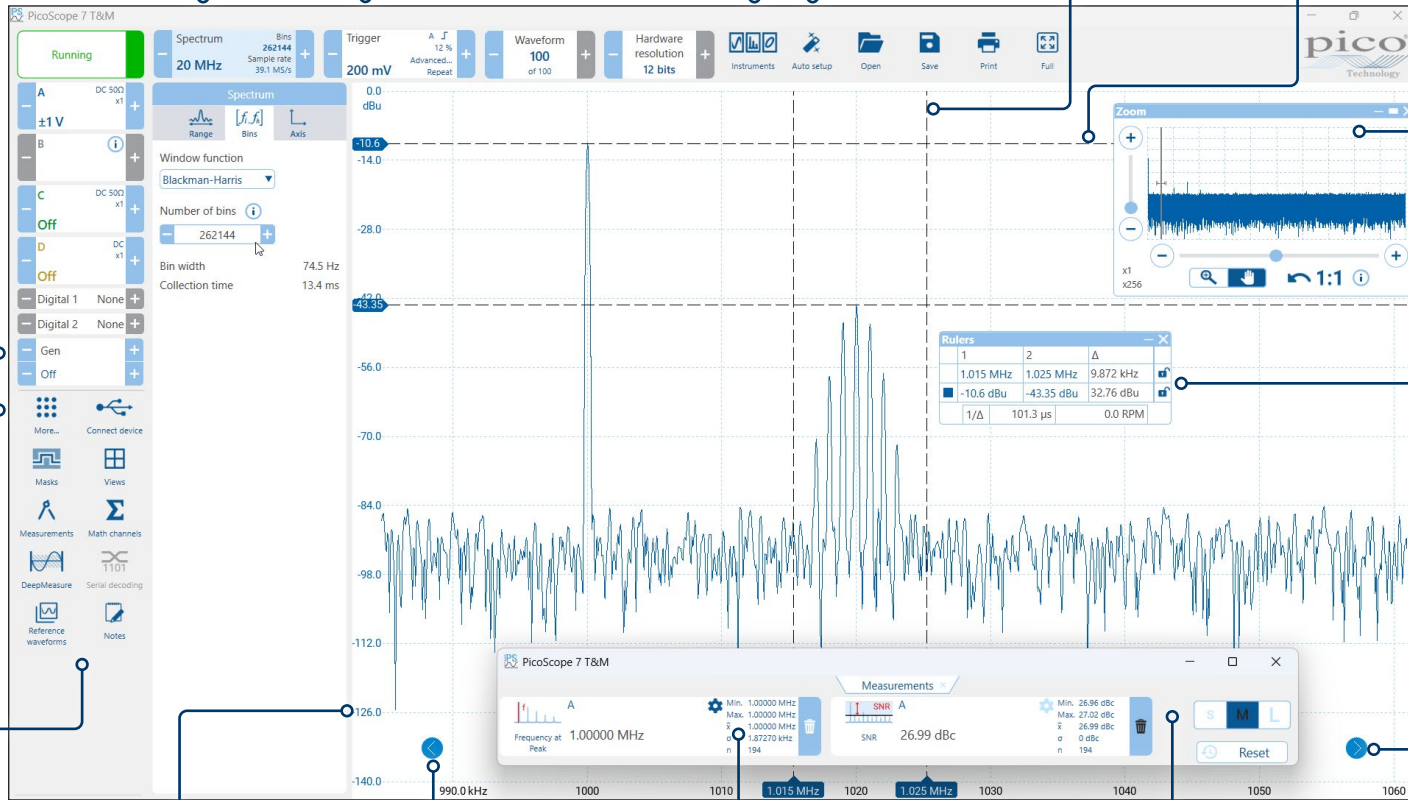 PicoScope 7 T&M
Running
Spectrum
20 MHz
Bins
262144
Sample rate
39.1 MS/s
Trigger
200 mV
A
12 %
Advanced...
Repeat
Waveform
100
of 100
Hardware
resolution
12 bits
Instruments
Auto setup
Open
Save
Print
Full
pico
Technology
A
DC 50Ω
x1
±1 V
B
C
DC 50Ω
x1
Off
D
DC
x1
Off
Digital 1 None
Digital 2 None
Gen
Off
More...
Connect device
Masks
Views
Measurements
Math channels
DeepMeasure
1101
Serial decoding
Reference
waveforms
Notes
Spectrum
Range
Bins
Axis
Window function
Blackman-Harris
Number of bins
262144
Bin width 74.5 Hz
Collection time 13.4 ms
0.0
dBu
-10.6
-14.0
-28.0
-43.35
-56.0
-70.0
-84.0
-98.0
-112.0
-126.0
-140.0
990.0 kHz
1000
1010
1.015 MHz
1020
1.025 MHz
1030
1040
1050
1060
Zoom
x1
x256
1:1
Rulers
1 2 Δ
1.015 MHz 1.025 MHz 9.872 kHz
-10.6 dBu -43.35 dBu 32.76 dBu
1/Δ 101.3 µs 0.0 RPM
PicoScope 7 T&M
Measurements
A
Frequency at
Peak
1.00000 MHz
Min. 1.00000 MHz
Max. 1.00000 MHz
x̄ 1.00000 MHz
σ 1.87270 kHz
n 194
SNR
A
SNR
26.99 dBc
Min. 26.96 dBc
Max. 27.02 dBc
x̄ 26.99 dBc
σ 0 dBc
n 194
S M L
Reset